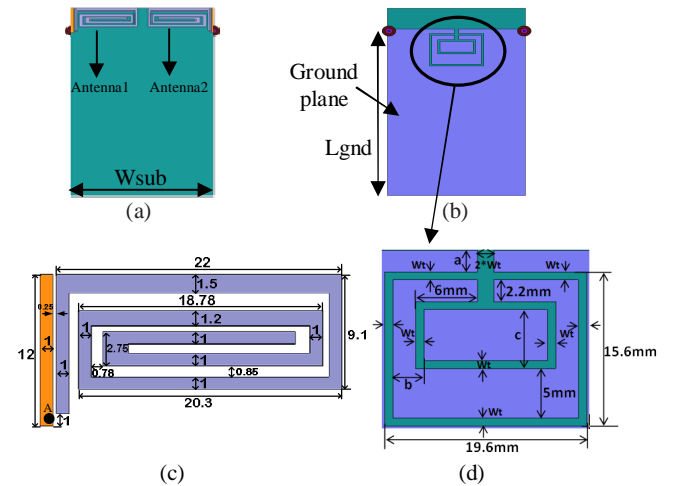 Antenna1
Antenna2
Wsub
(a)
Ground
plane
Lgnd
(b)
22
1.5
18.78
0.25
1.2
1
1
1
2.75
1
12
1
9.1
1
0.78
1
0.85
20.3
A
1
(c)
a
Wt
2*Wt
Wt
6mm
2.2mm
c
Wt
Wt
15.6mm
Wt
b
5mm
Wt
19.6mm
(d)